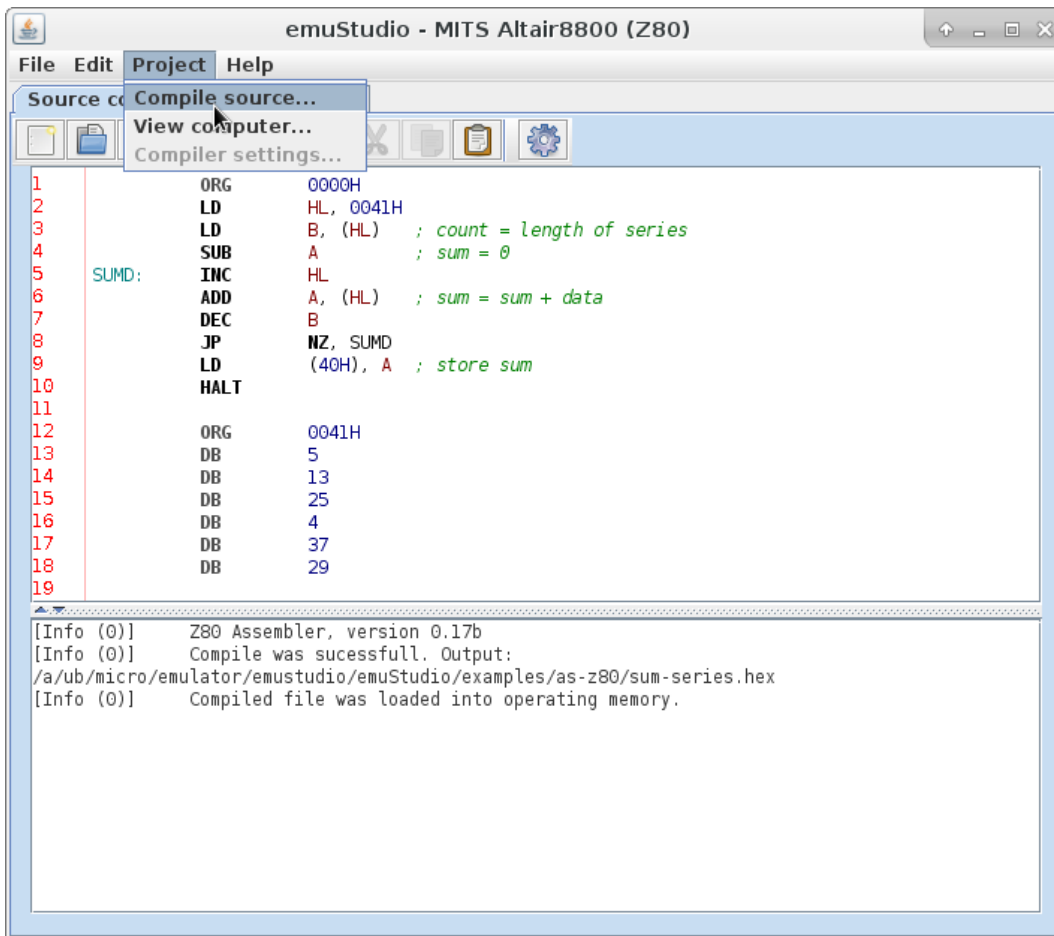 emuStudio - MITS Altair8800 (Z80)
File Edit Project Help
Source co
Compile source...
View computer...
Compiler settings...
1 ORG 0000H
2 LD HL, 0041H
3 LD B, (HL) ; count = length of series
4 SUB A ; sum = 0
5 SUMD: INC HL
6 ADD A, (HL) ; sum = sum + data
7 DEC B
8 JP NZ, SUMD
9 LD (40H), A ; store sum
10 HALT
11
12 ORG 0041H
13 DB 5
14 DB 13
15 DB 25
16 DB 4
17 DB 37
18 DB 29
19
[Info (0)] Z80 Assembler, version 0.17b
[Info (0)] Compile was sucessfull. Output:
/a/ub/micro/emulator/emustudio/emuStudio/examples/as-z80/sum-series.hex
[Info (0)] Compiled file was loaded into operating memory.